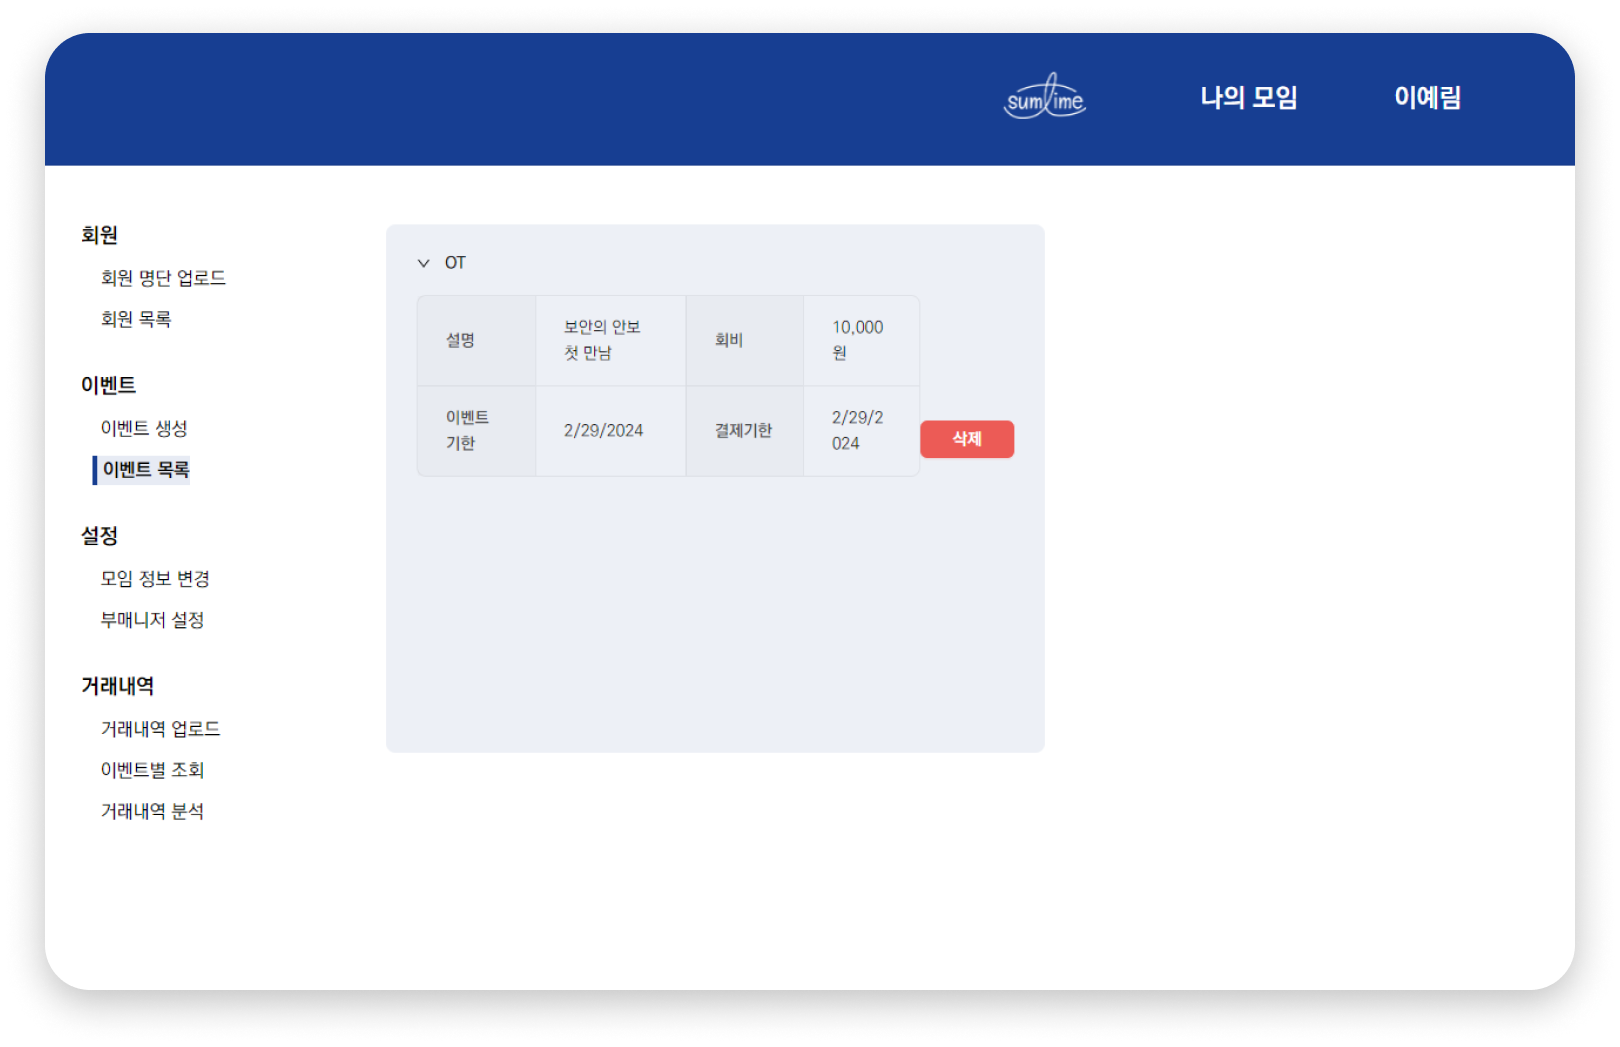 sumlime
나의 모임
이예림
회원
회원 명단 업로드
회원 목록
이벤트
이벤트 생성
이벤트 목록
설정
모임 정보 변경
부매니저 설정
거래내역
거래내역 업로드
이벤트별 조회
거래내역 분석
OT
설명
보안의 안보
첫 만남
회비
10,000
원
이벤트
기한
2/29/2024
결제기한
2/29/2
024
삭제